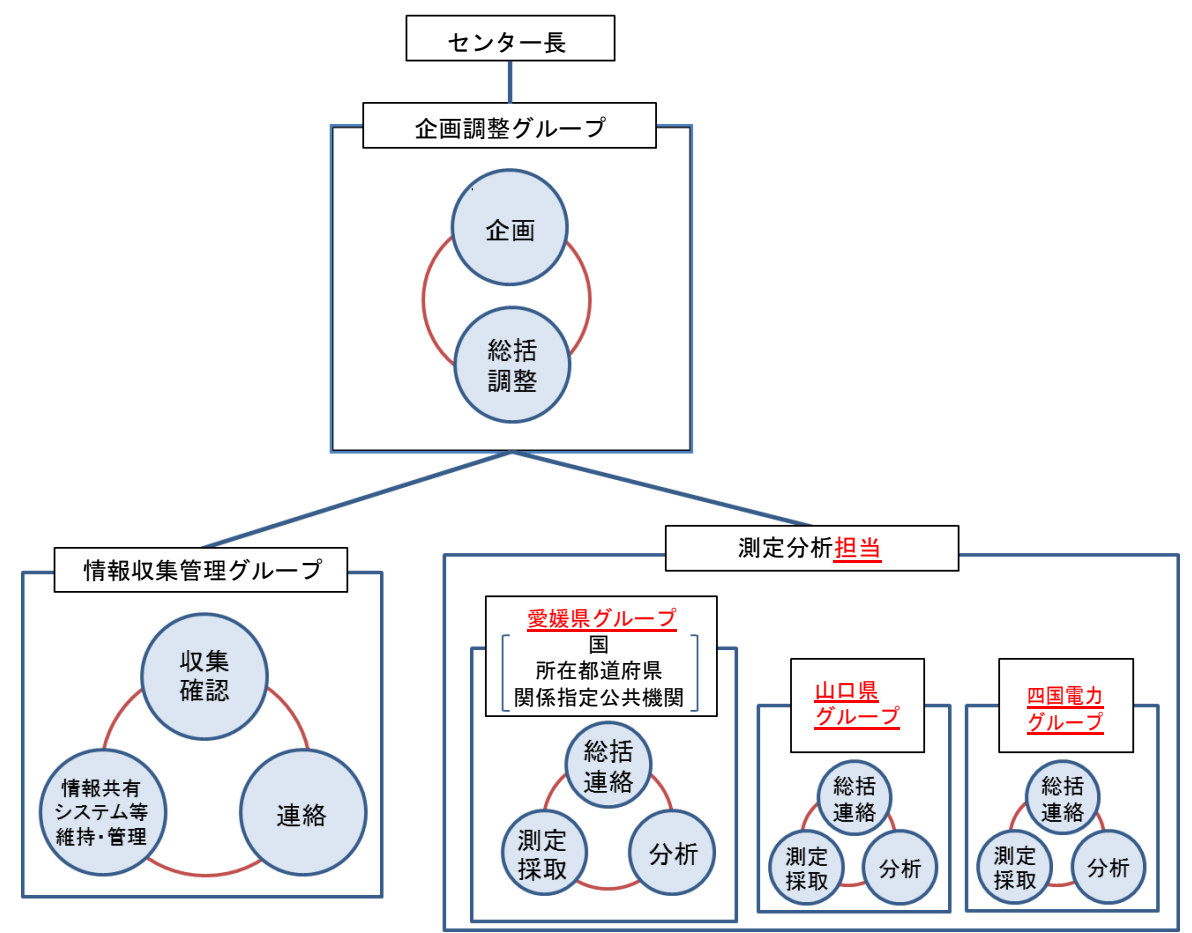 センター長
企画調整グループ
企画
総括
調整
情報収集管理グループ
収集
確認
情報共有
システム等
維持・管理
連絡
測定分析担当
愛媛県グループ
国
所在都道府県
関係指定公共機関
総括
連絡
測定
採取
分析
山口県
グループ
総括
連絡
測定
採取
分析
四国電力
グループ
総括
連絡
測定
採取
分析